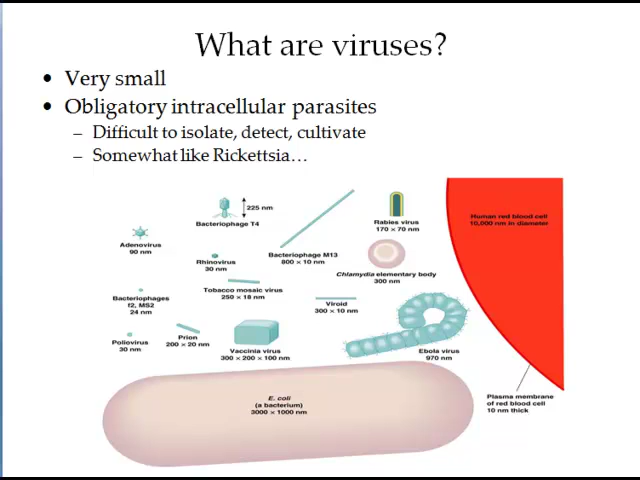 What are viruses?
• Very small
• Obligatory intracellular parasites
– Difficult to isolate, detect, cultivate
– Somewhat like Rickettsia…
225 nm
Bacteriophage T4
Rabies virus
170 × 70 nm
Human red blood cell
10,000 nm in diameter
Adenovirus
90 nm
Rhinovirus
30 nm
Bacteriophage M13
800 × 10 nm
Chlamydia elementary body
300 nm
Tobacco mosaic virus
250 × 18 nm
Bacteriophages
f2, MS2
24 nm
Viroid
300 × 10 nm
Poliovirus
30 nm
Prion
200 × 20 nm
Vaccinia virus
300 × 200 × 100 nm
Ebola virus
970 nm
Plasma membrane
of red blood cell
10 nm thick
E. coli
(a bacterium)
3000 × 1000 nm